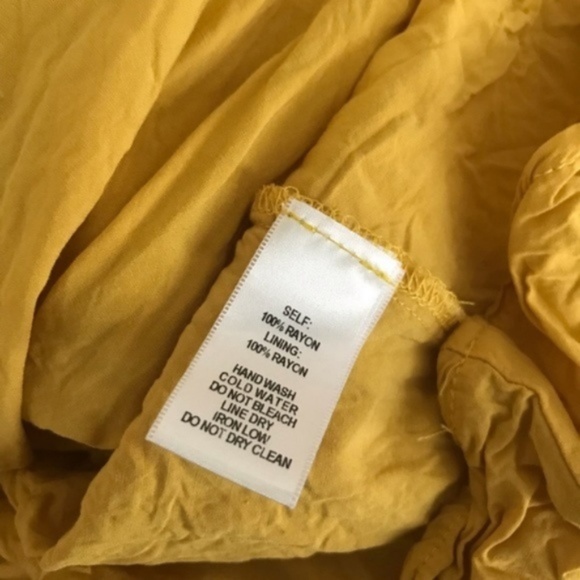 SELF:
100% RAYON
LINING:
100% RAYON
HAND WASH
COLD WATER
DO NOT BLEACH
LINE DRY
IRON LOW
DO NOT DRY CLEAN